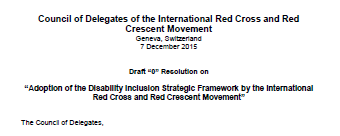 Council of Delegates of the International Red Cross and Red
Crescent Movement
Geneva, Switzerland
7 December 2015
Draft "0" Resolution on
"Adoption of the Disability Inclusion Strategic Framework by the International
Red Cross and Red Crescent Movement"
The Council of Delegates,